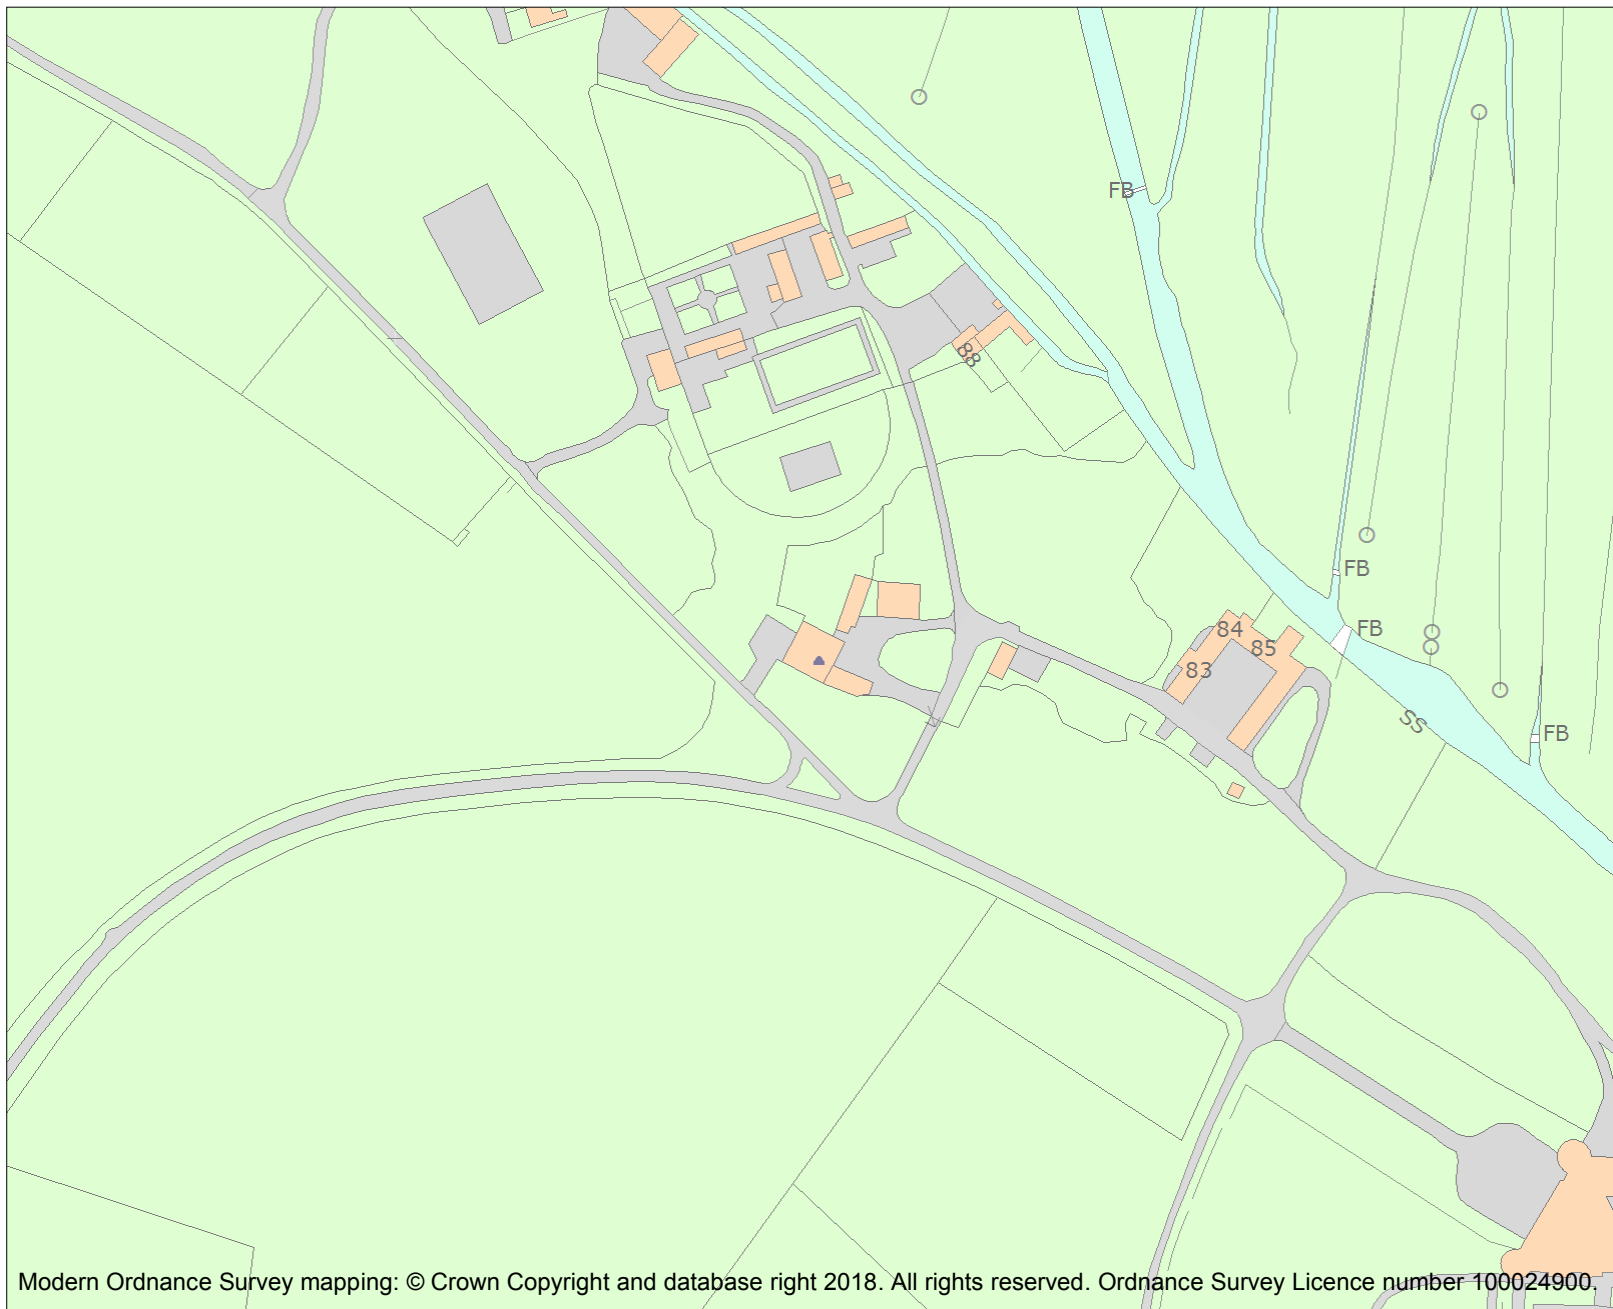 FB
88
FB
FB
84
85
83
SS
FB
Modern Ordnance Survey mapping: © Crown Copyright and database right 2018. All rights reserved. Ordnance Survey Licence number 100024900.